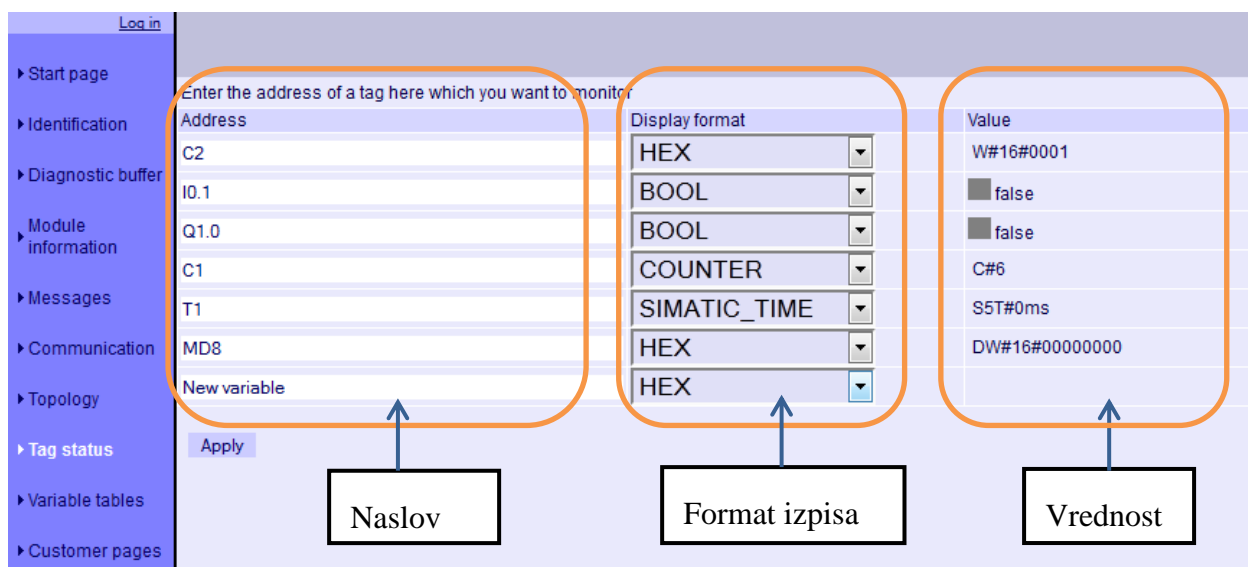 Log in
Start page
Identification
Diagnostic buffer
Module
information
Messages
Communication
Topology
Tag status
Variable tables
Customer pages
Enter the address of a tag here which you want to monitor
Address Display format Value
C2 HEX W#16#0001
I0.1 BOOL false
Q1.0 BOOL false
C1 COUNTER C#6
T1 SIMATIC_TIME S5T#0ms
MD8 HEX DW#16#00000000
New variable HEX
Apply
Naslov Format izpisa Vrednost